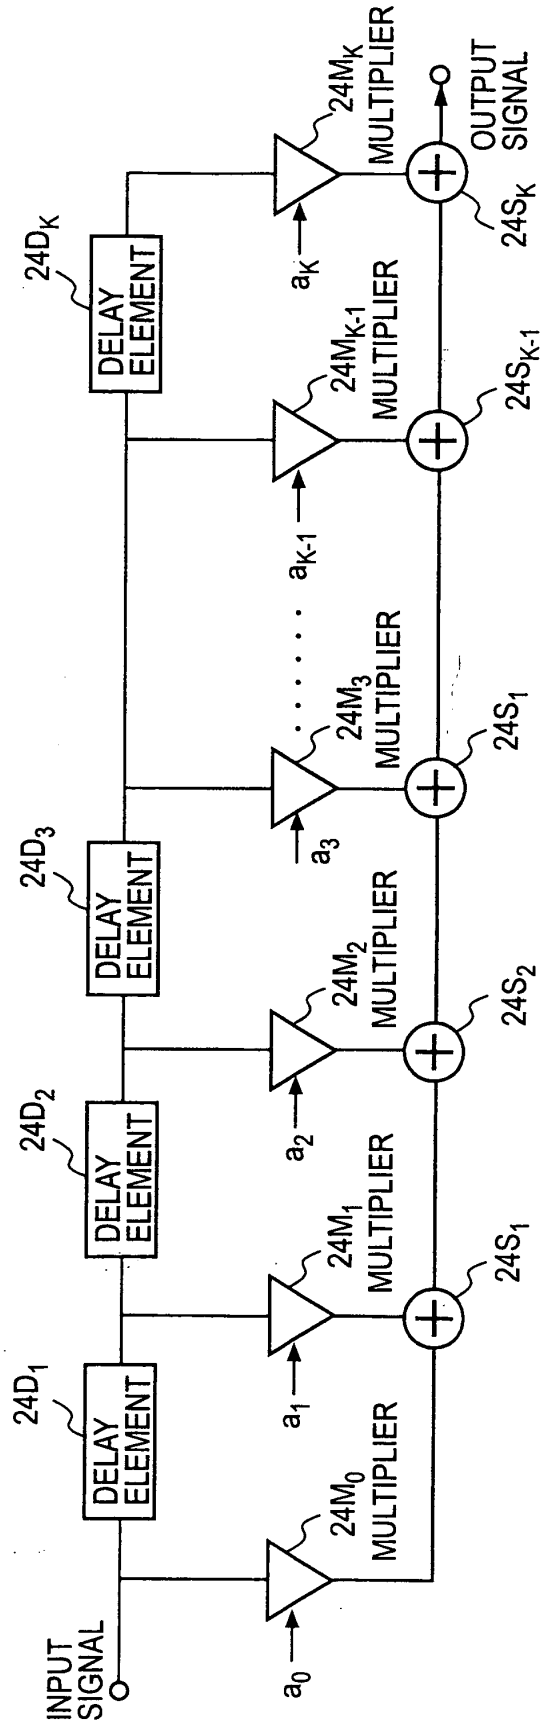 INPUT
SIGNAL
24D1
DELAY
ELEMENT
24D2
DELAY
ELEMENT
24D3
DELAY
ELEMENT
24DK
DELAY
ELEMENT
a0
24M0
MULTIPLIER
a1
24M1
MULTIPLIER
a2
24M2
MULTIPLIER
a3
24M3
MULTIPLIER
......
aK-1
24MK-1
MULTIPLIER
aK
24MK
MULTIPLIER
+
24S1
+
24S2
+
24S1
+
24SK-1
+
24SK
OUTPUT
SIGNAL